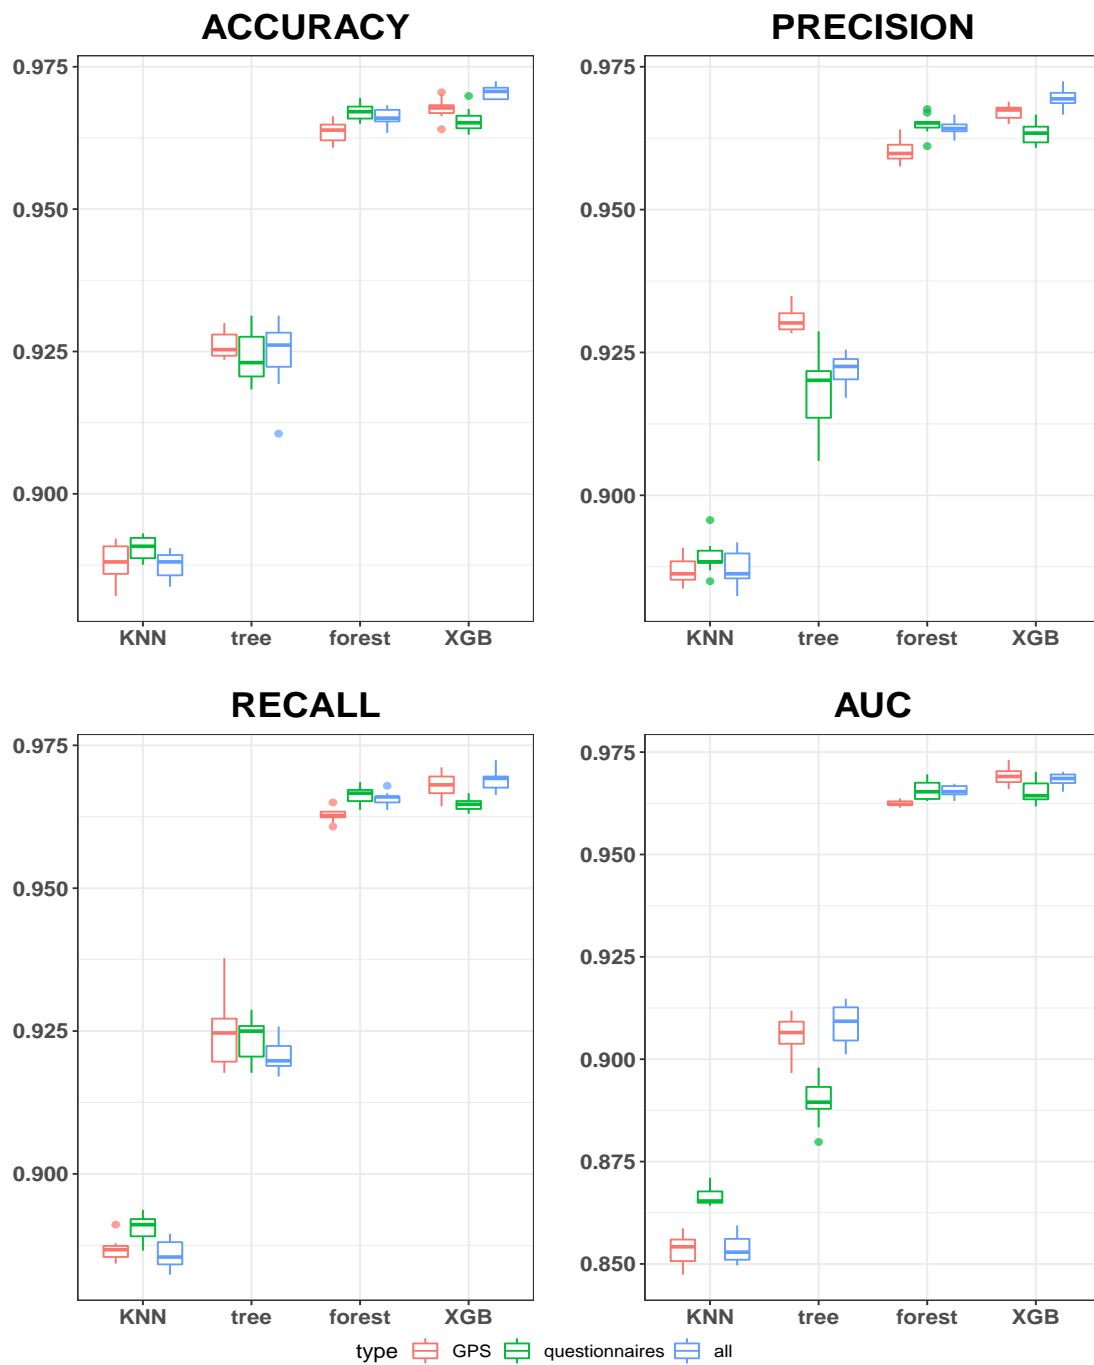 ACCURACY
0.975
0.950
0.925
0.900
KNN tree forest XGB
PRECISION
0.975
0.950
0.925
0.900
KNN tree forest XGB
RECALL
0.975
0.950
0.925
0.900
KNN tree forest XGB
AUC
0.975
0.950
0.925
0.900
0.875
0.850
KNN tree forest XGB
type GPS questionnaires all